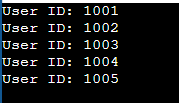 User ID: 1001
User ID: 1002
User ID: 1003
User ID: 1004
User ID: 1005